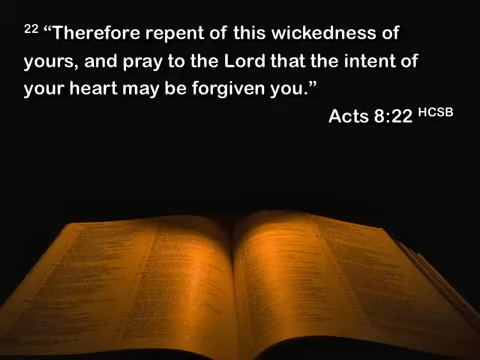 22 “Therefore repent of this wickedness of
yours, and pray to the Lord that the intent of
your heart may be forgiven you.”
Acts 8:22 HCSB